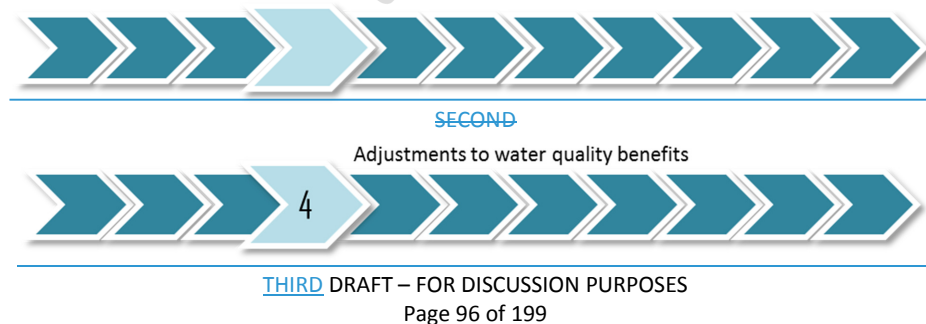 SECOND
Adjustments to water quality benefits
4
THIRD DRAFT – FOR DISCUSSION PURPOSES
Page 96 of 199